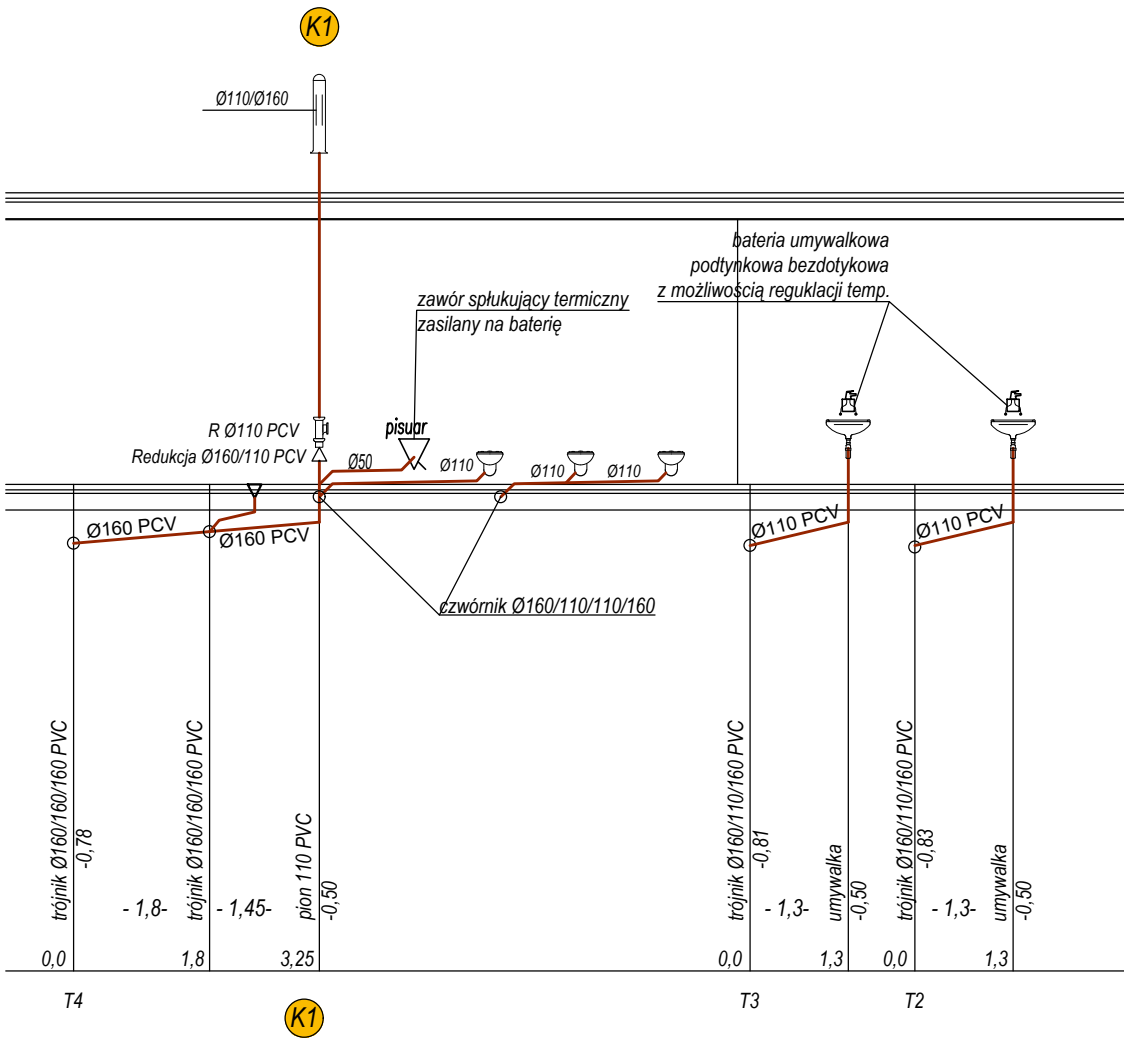 K1
Ø110/Ø160
bateria umywalkowa
podtynkowa bezdotykowa
z możliwością reguklacji temp.
zawór spłukujący termiczny
zasilany na baterię
R Ø110 PCV
Redukcja Ø160/110 PCV
pisuar
Ø50
Ø110
Ø110
Ø110
Ø160 PCV
Ø160 PCV
Ø110 PCV
Ø110 PCV
czwórnik Ø160/110/110/160
trójnik Ø160/160/160 PVC
-0,78
- 1,8-
trójnik Ø160/160/160 PVC
- 1,45-
pion 110 PVC
-0,50
trójnik Ø160/110/160 PVC
-0,81
- 1,3-
umywalka
-0,50
trójnik Ø160/110/160 PVC
-0,83
- 1,3-
umywalka
-0,50
0,0
1,8
3,25
0,0
1,3
0,0
1,3
T4
K1
T3
T2